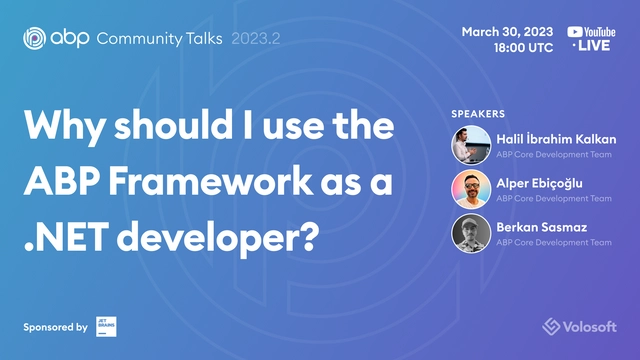 abp Community Talks 2023.2
March 30, 2023
18:00 UTC
YouTube
LIVE
Why should I use the
ABP Framework as a
.NET developer?
SPEAKERS
Halil İbrahim Kalkan
ABP Core Development Team
Alper Ebiçoğlu
ABP Core Development Team
Berkan Sasmaz
ABP Core Development Team
Sponsored by
JET
BRAINS
Volosoft